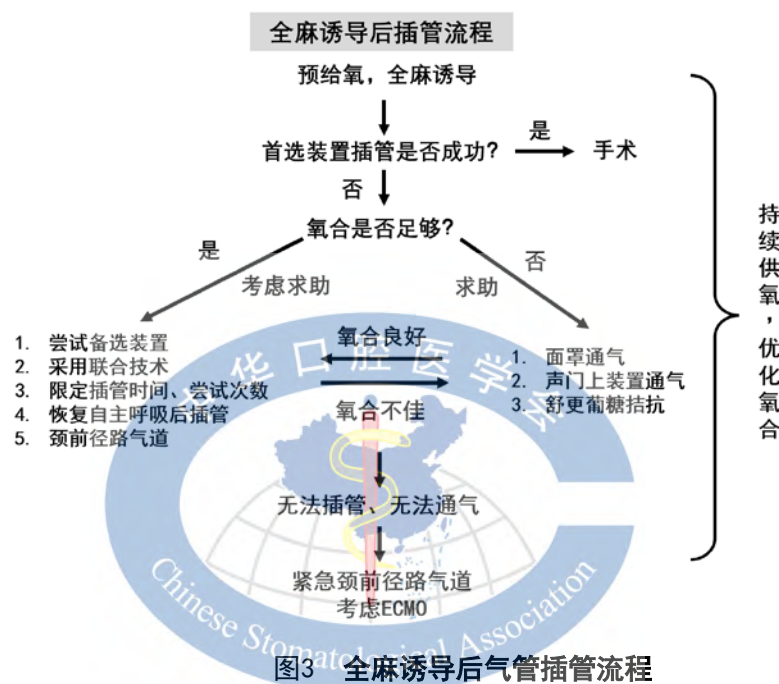 全麻诱导后插管流程
预给氧，全麻诱导
首选装置插管是否成功？
是
手术
否
氧合是否足够？
是
考虑求助
求助
否
1. 尝试备选装置
2. 采用联合技术
3. 限定插管时间、尝试次数
4. 恢复自主呼吸后插管
5. 颈前径路气道
氧合良好
氧合不佳
1. 面罩通气
2. 声门上装置通气
3. 舒更葡糖拮抗
无法插管、无法通气
紧急颈前径路气道
考虑ECMO
持续供氧，优化氧合
中华口腔医学会
Chinese Stomatological Association
图3 全麻诱导后气管插管流程